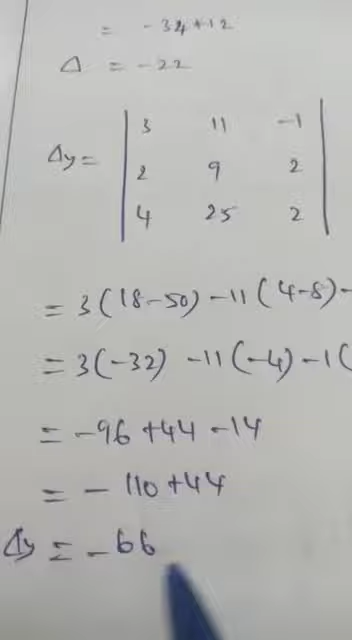 = -34+12
Δ = -22
Δy= | 3 11 -1 |
| 2 9 2 |
| 4 25 2 |
= 3(18-50) -11(4-8) -
= 3(-32) -11(-4) -1(
= -96 +44 -14
= - 110 +44
Δy = -66